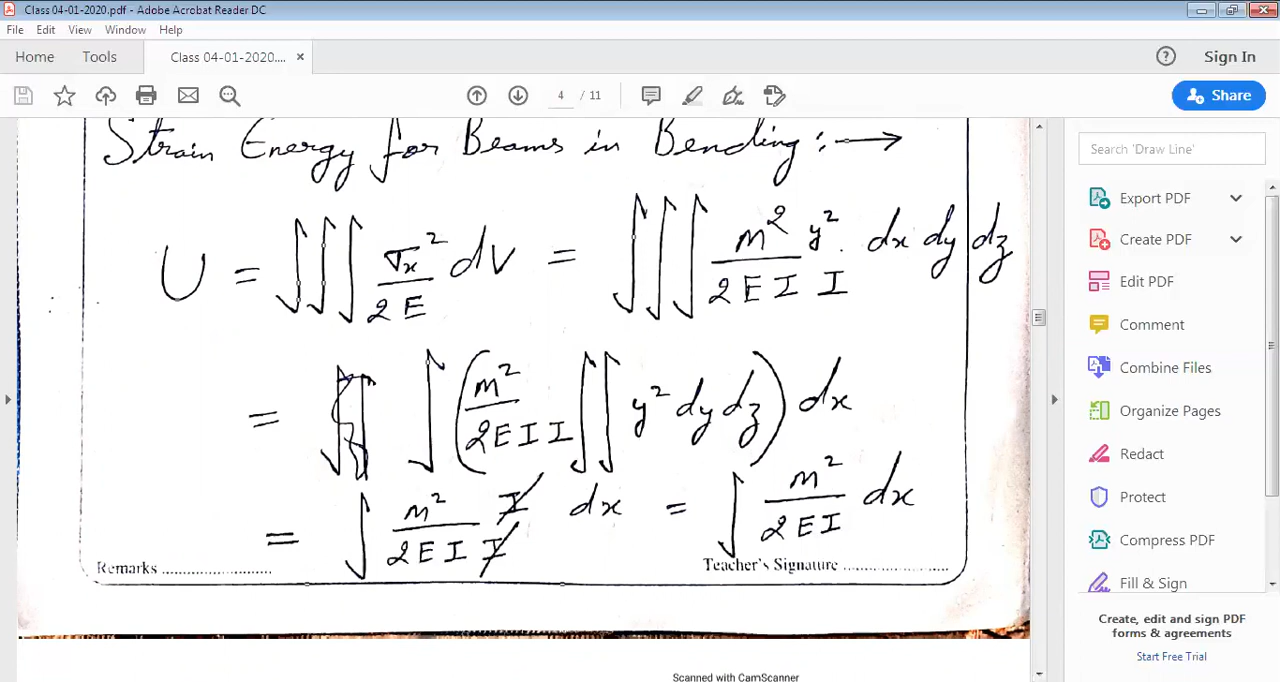 Class 04-01-2020.pdf - Adobe Acrobat Reader DC
File Edit View Window Help
Home Tools Class 04-01-2020.... × Sign In
4 / 11 Share
Strain Energy for Beams in Bending :→
U = ∭ σx²/2E dV = ∭ m² y²/2EI I . dx dy dz
= ∫ (m²/2EI I ∬ y² dy dz) dx
= ∫ m²/2EI I I dx = ∫ m²/2EI dx
Remarks ........................ Teacher's Signature ........................
Scanned with CamScanner
Search 'Draw Line'
Export PDF
Create PDF
Edit PDF
Comment
Combine Files
Organize Pages
Redact
Protect
Compress PDF
Fill & Sign
Create, edit and sign PDF
forms & agreements
Start Free Trial